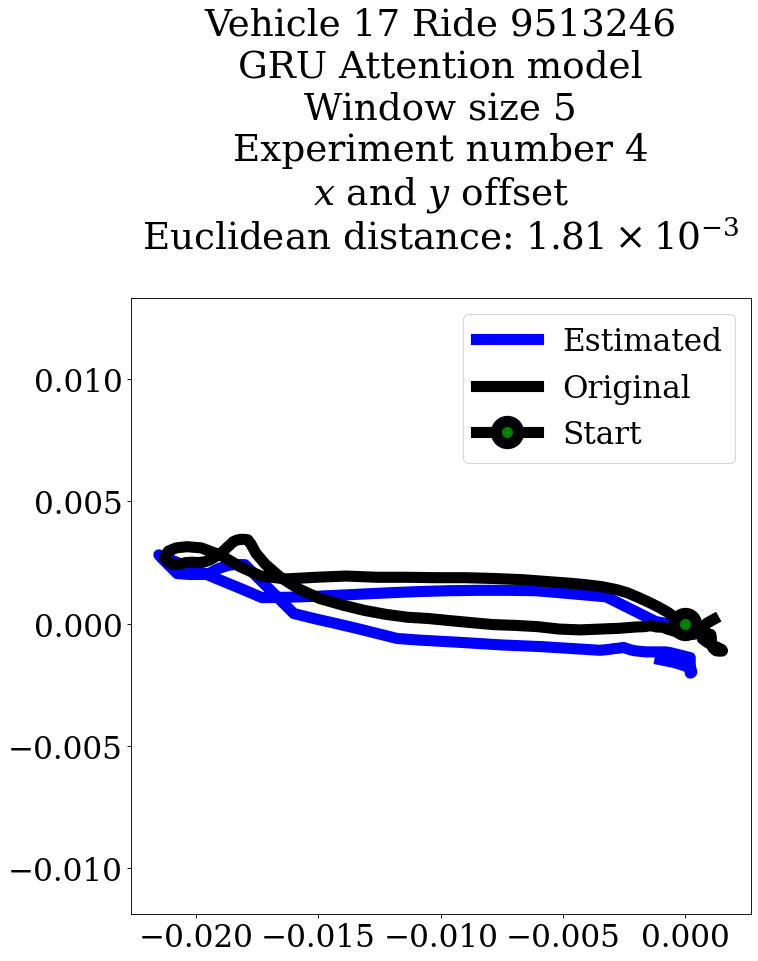 Vehicle 17 Ride 9513246
GRU Attention model
Window size 5
Experiment number 4
x and y offset
Euclidean distance: 1.81 × 10⁻³
Estimated
Original
Start
0.010
0.005
0.000
−0.005
−0.010
−0.020 −0.015 −0.010 −0.005 0.000